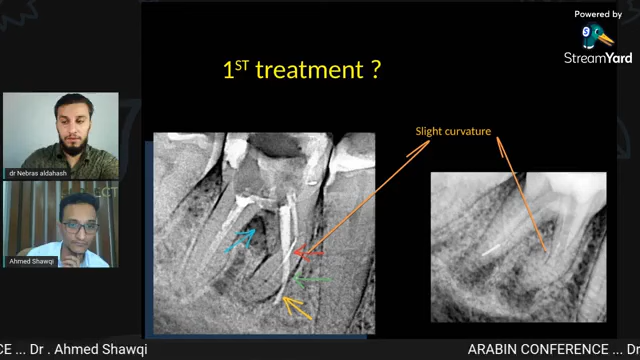 Powered by
StreamYard
1ST treatment ?
Slight curvature
dr Nebras aldahash
Ahmed Shawqi
CE ... Dr . Ahmed Shawqi
ARABIN CONFERENCE ... Dr